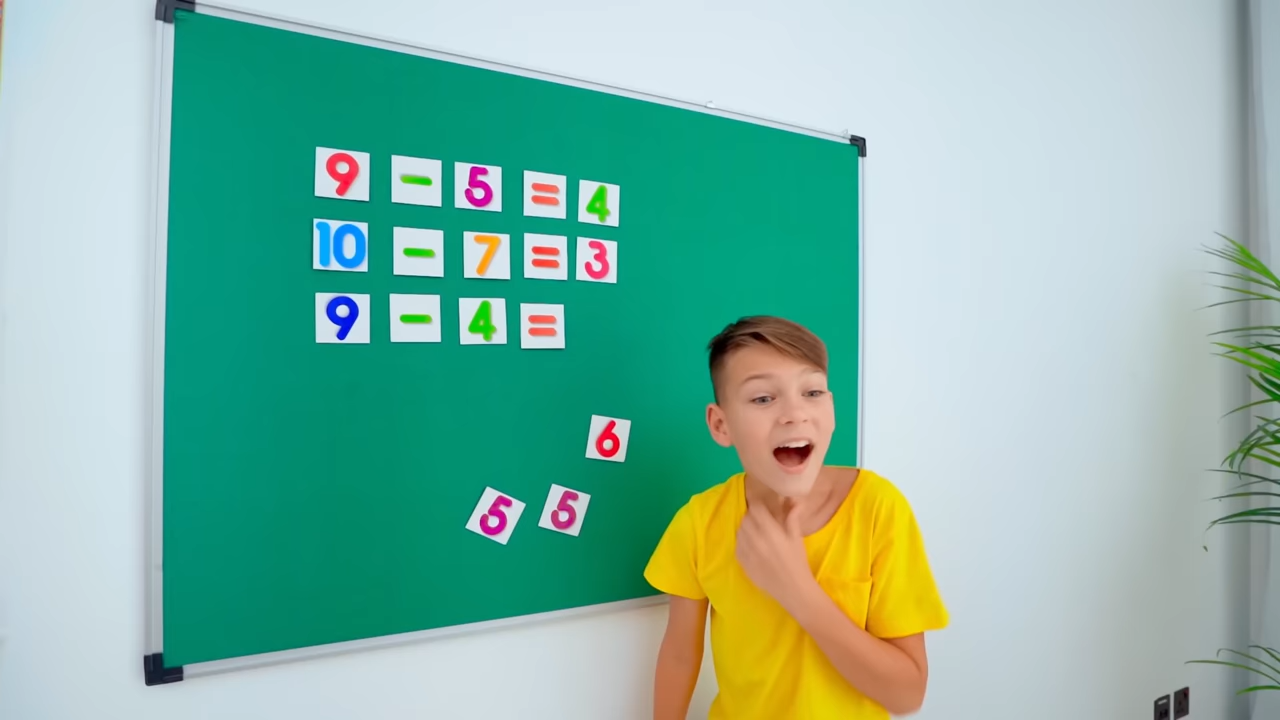 9 - 5 = 4
10 - 7 = 3
9 - 4 =
6
5 5